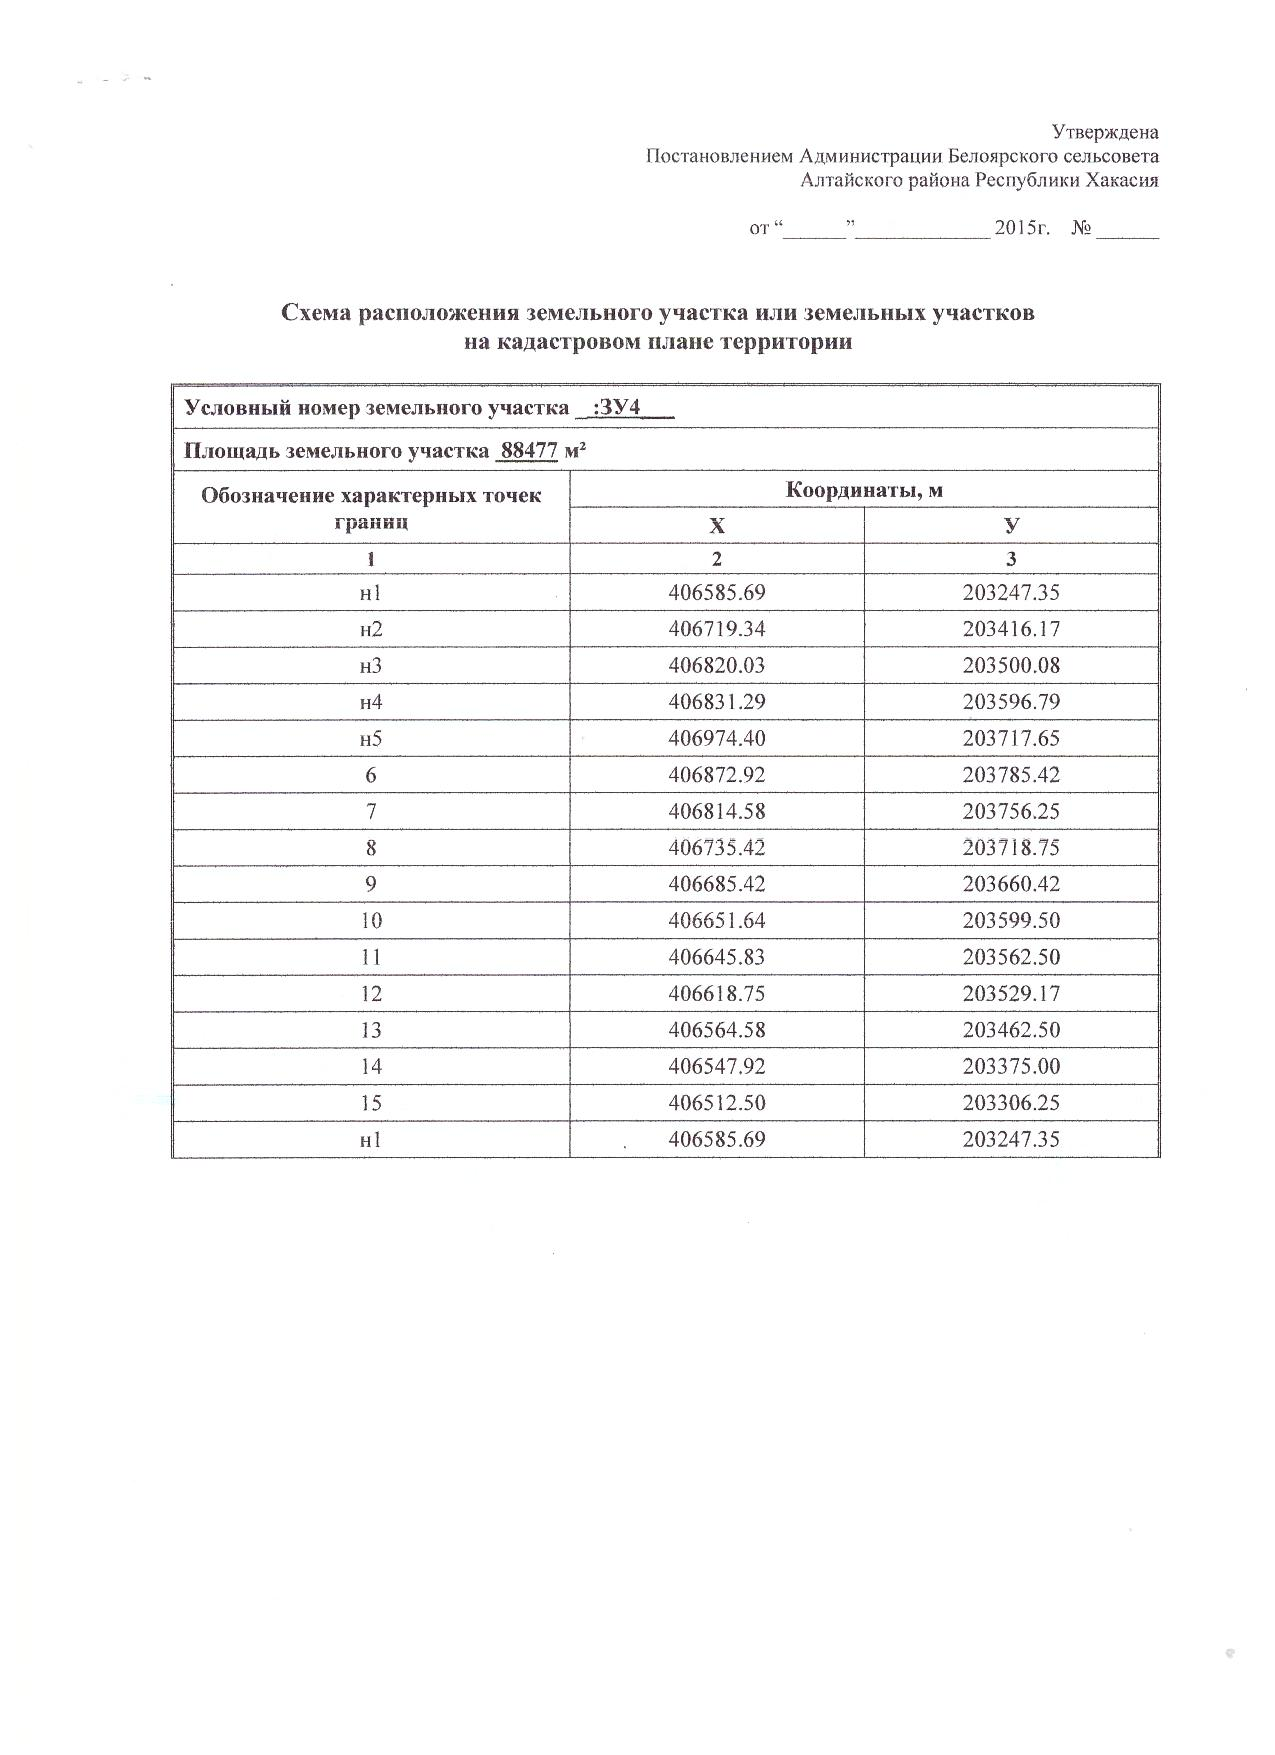 Утверждена
Постановлением Администрации Белоярского сельсовета
Алтайского района Республики Хакасия
от “______”_____________ 2015г. № ______
Схема расположения земельного участка или земельных участков
на кадастровом плане территории
Условный номер земельного участка __:ЗУ4___
Площадь земельного участка 88477 м²
Обозначение характерных точек границ Координаты, м
Х У
1 2 3
н1 406585.69 203247.35
н2 406719.34 203416.17
н3 406820.03 203500.08
н4 406831.29 203596.79
н5 406974.40 203717.65
6 406872.92 203785.42
7 406814.58 203756.25
8 406735.42 203718.75
9 406685.42 203660.42
10 406651.64 203599.50
11 406645.83 203562.50
12 406618.75 203529.17
13 406564.58 203462.50
14 406547.92 203375.00
15 406512.50 203306.25
н1 406585.69 203247.35